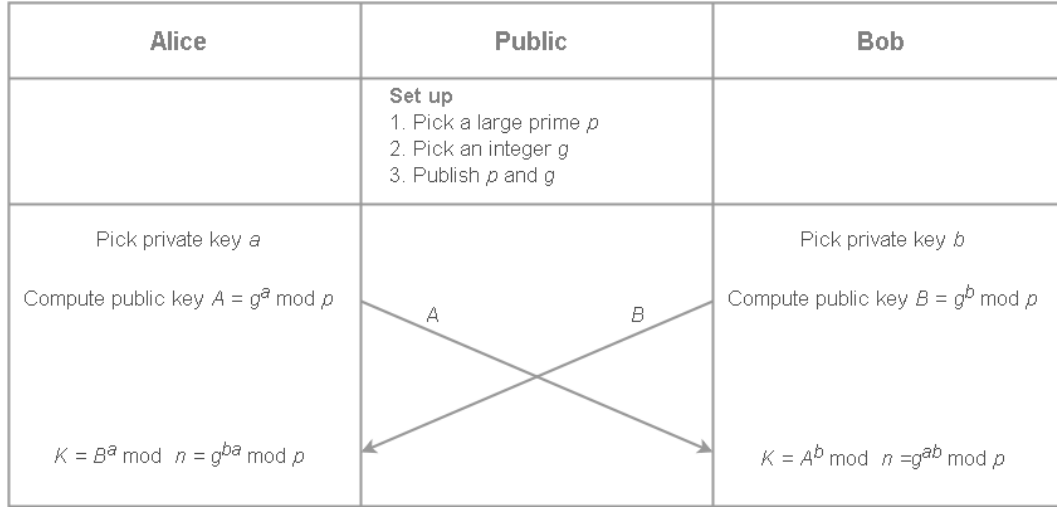 Alice
Public
Bob
Set up
1. Pick a large prime p
2. Pick an integer g
3. Publish p and g
Pick private key a
Pick private key b
Compute public key A = g^a mod p
Compute public key B = g^b mod p
A
B
K = B^a mod n = g^ba mod p
K = A^b mod n =g^ab mod p